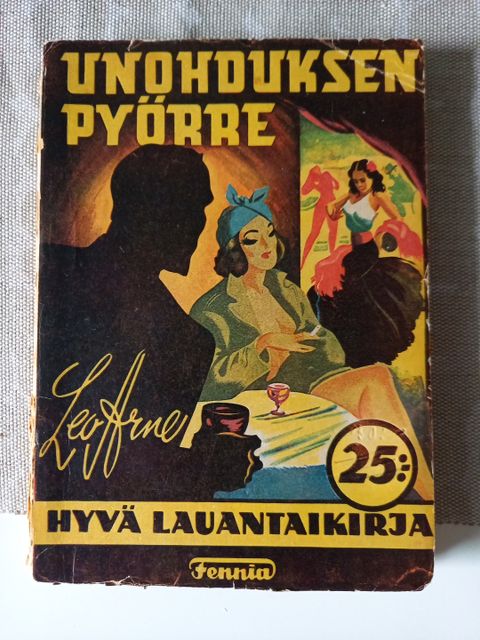 UNOHDUKSEN
PYÖRRE
Leo Arne
25:-
HYVÄ LAUANTAIKIRJA
Fennia